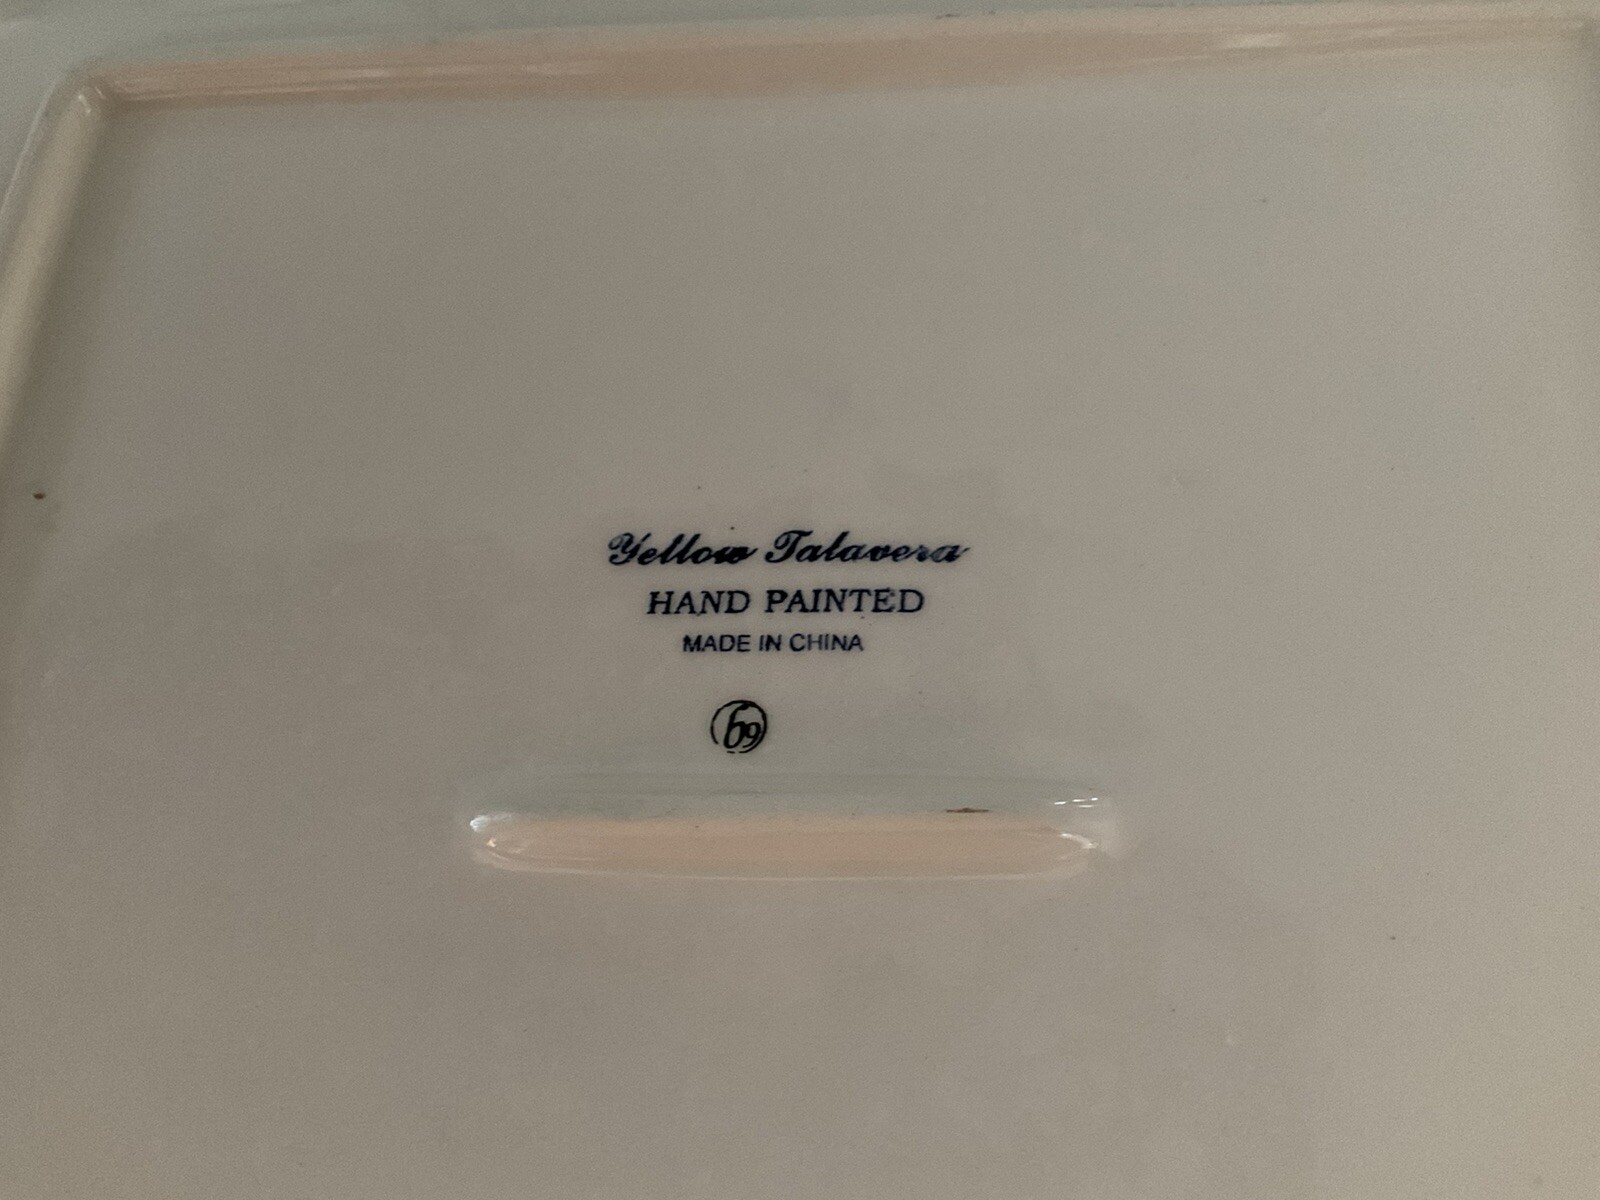 Yellow Talavera
HAND PAINTED
MADE IN CHINA
69